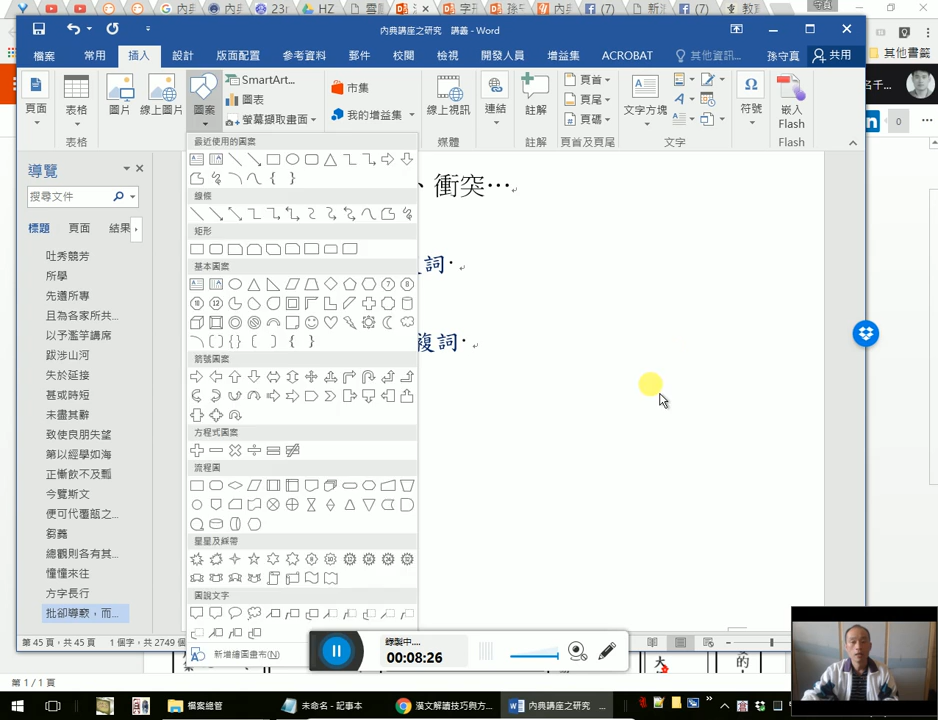 內典講座之研究 講義 - Word
檔案 常用 插入 設計 版面配置 參考資料 郵件 校閱 檢視 開發人員 增益集 ACROBAT 其他資訊... 孫守真 共用
其他書籤
頁面 表格 圖片 線上圖片 圖案 SmartArt... 市集 線上視訊 連結 註解 頁首 文字方塊 符號 嵌入 Flash
圖表 我的增益集 頁尾
螢幕擷取畫面 頁碼
表格 媒體 註解 頁首及頁尾 文字 Flash
導覽
搜尋文件
標題 頁面 結果
吐秀競芳
所學
先遵所專
且為各家所共...
以予濫竽講席
跋涉山河
失於延接
甚或時短
未盡其辭
致使良朋失望
第以經學如海
正慚飲不及瓢
今覽斯文
便可代覆瓿之...
芻蕘
總觀則各有其...
憧憧來往
方字長行
批卻導窾，而...
最近使用的圖案
線條
矩形
基本圖案
箭號圖案
方程式圖案
流程圖
星星及綵帶
圖說文字
新增繪圖畫布(N)
、衝突…
詞
複詞
錄製中....
00:08:26
第 45 頁，共 45 頁 1 個字，共 2749 個
第 1 / 1 頁
檔案總管 未命名 - 記事本 漢文解讀技巧與方... 內典講座之研究 ...